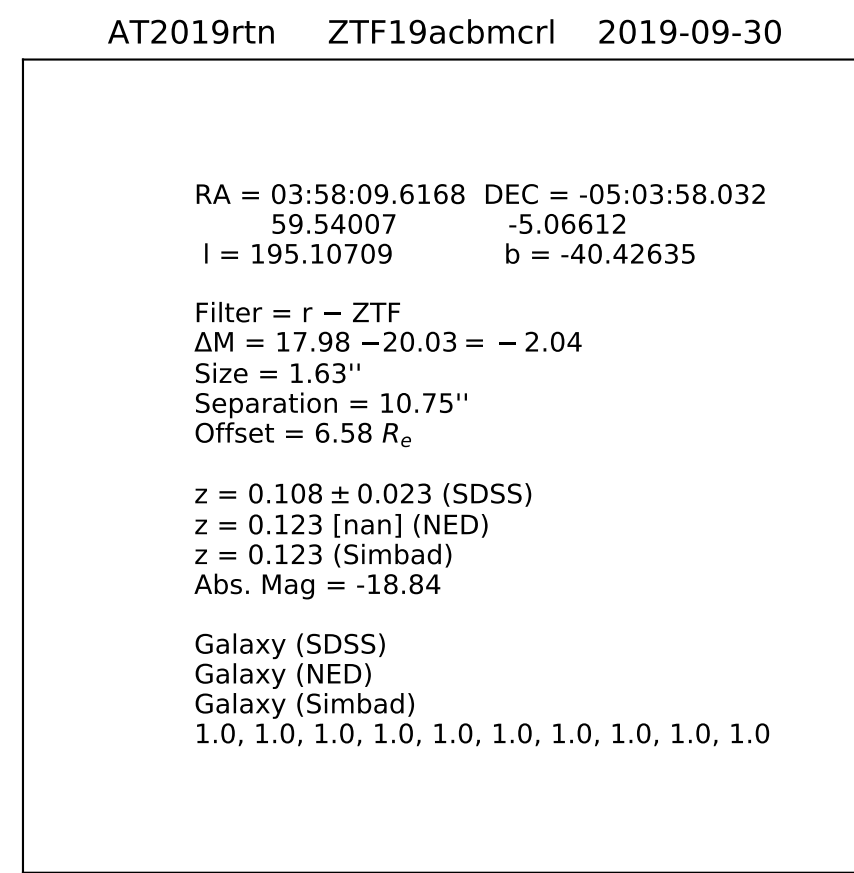 AT2019rtn ZTF19acbmcrl 2019-09-30
RA = 03:58:09.6168 DEC = -05:03:58.032
59.54007 -5.06612
l = 195.10709 b = -40.42635
Filter = r − ZTF
ΔM = 17.98 −20.03 = − 2.04
Size = 1.63''
Separation = 10.75''
Offset = 6.58 Re
z = 0.108 ± 0.023 (SDSS)
z = 0.123 [nan] (NED)
z = 0.123 (Simbad)
Abs. Mag = -18.84
Galaxy (SDSS)
Galaxy (NED)
Galaxy (Simbad)
1.0, 1.0, 1.0, 1.0, 1.0, 1.0, 1.0, 1.0, 1.0, 1.0